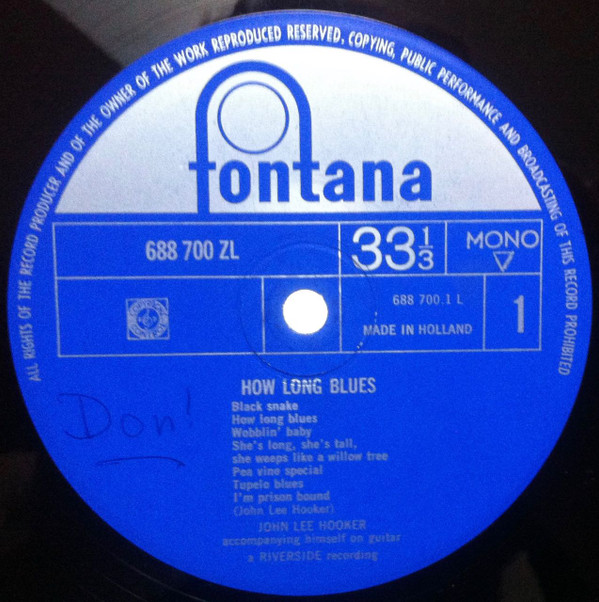 ALL RIGHTS OF THE RECORD PRODUCER AND OF THE OWNER OF THE WORK REPRODUCED RESERVED. COPYING, PUBLIC PERFORMANCE AND BROADCASTING OF THIS RECORD PROHIBITED
fontana
688 700 ZL
33 1/3
MONO
688 700.1 L
MADE IN HOLLAND
1
HOW LONG BLUES
Black snake
How long blues
Wobblin' baby
She's long, she's tall,
she weeps like a willow tree
Pea vine special
Tupelo blues
I'm prison bound
(John Lee Hooker)
JOHN LEE HOOKER
accompanying himself on guitar
a RIVERSIDE recording
Don!